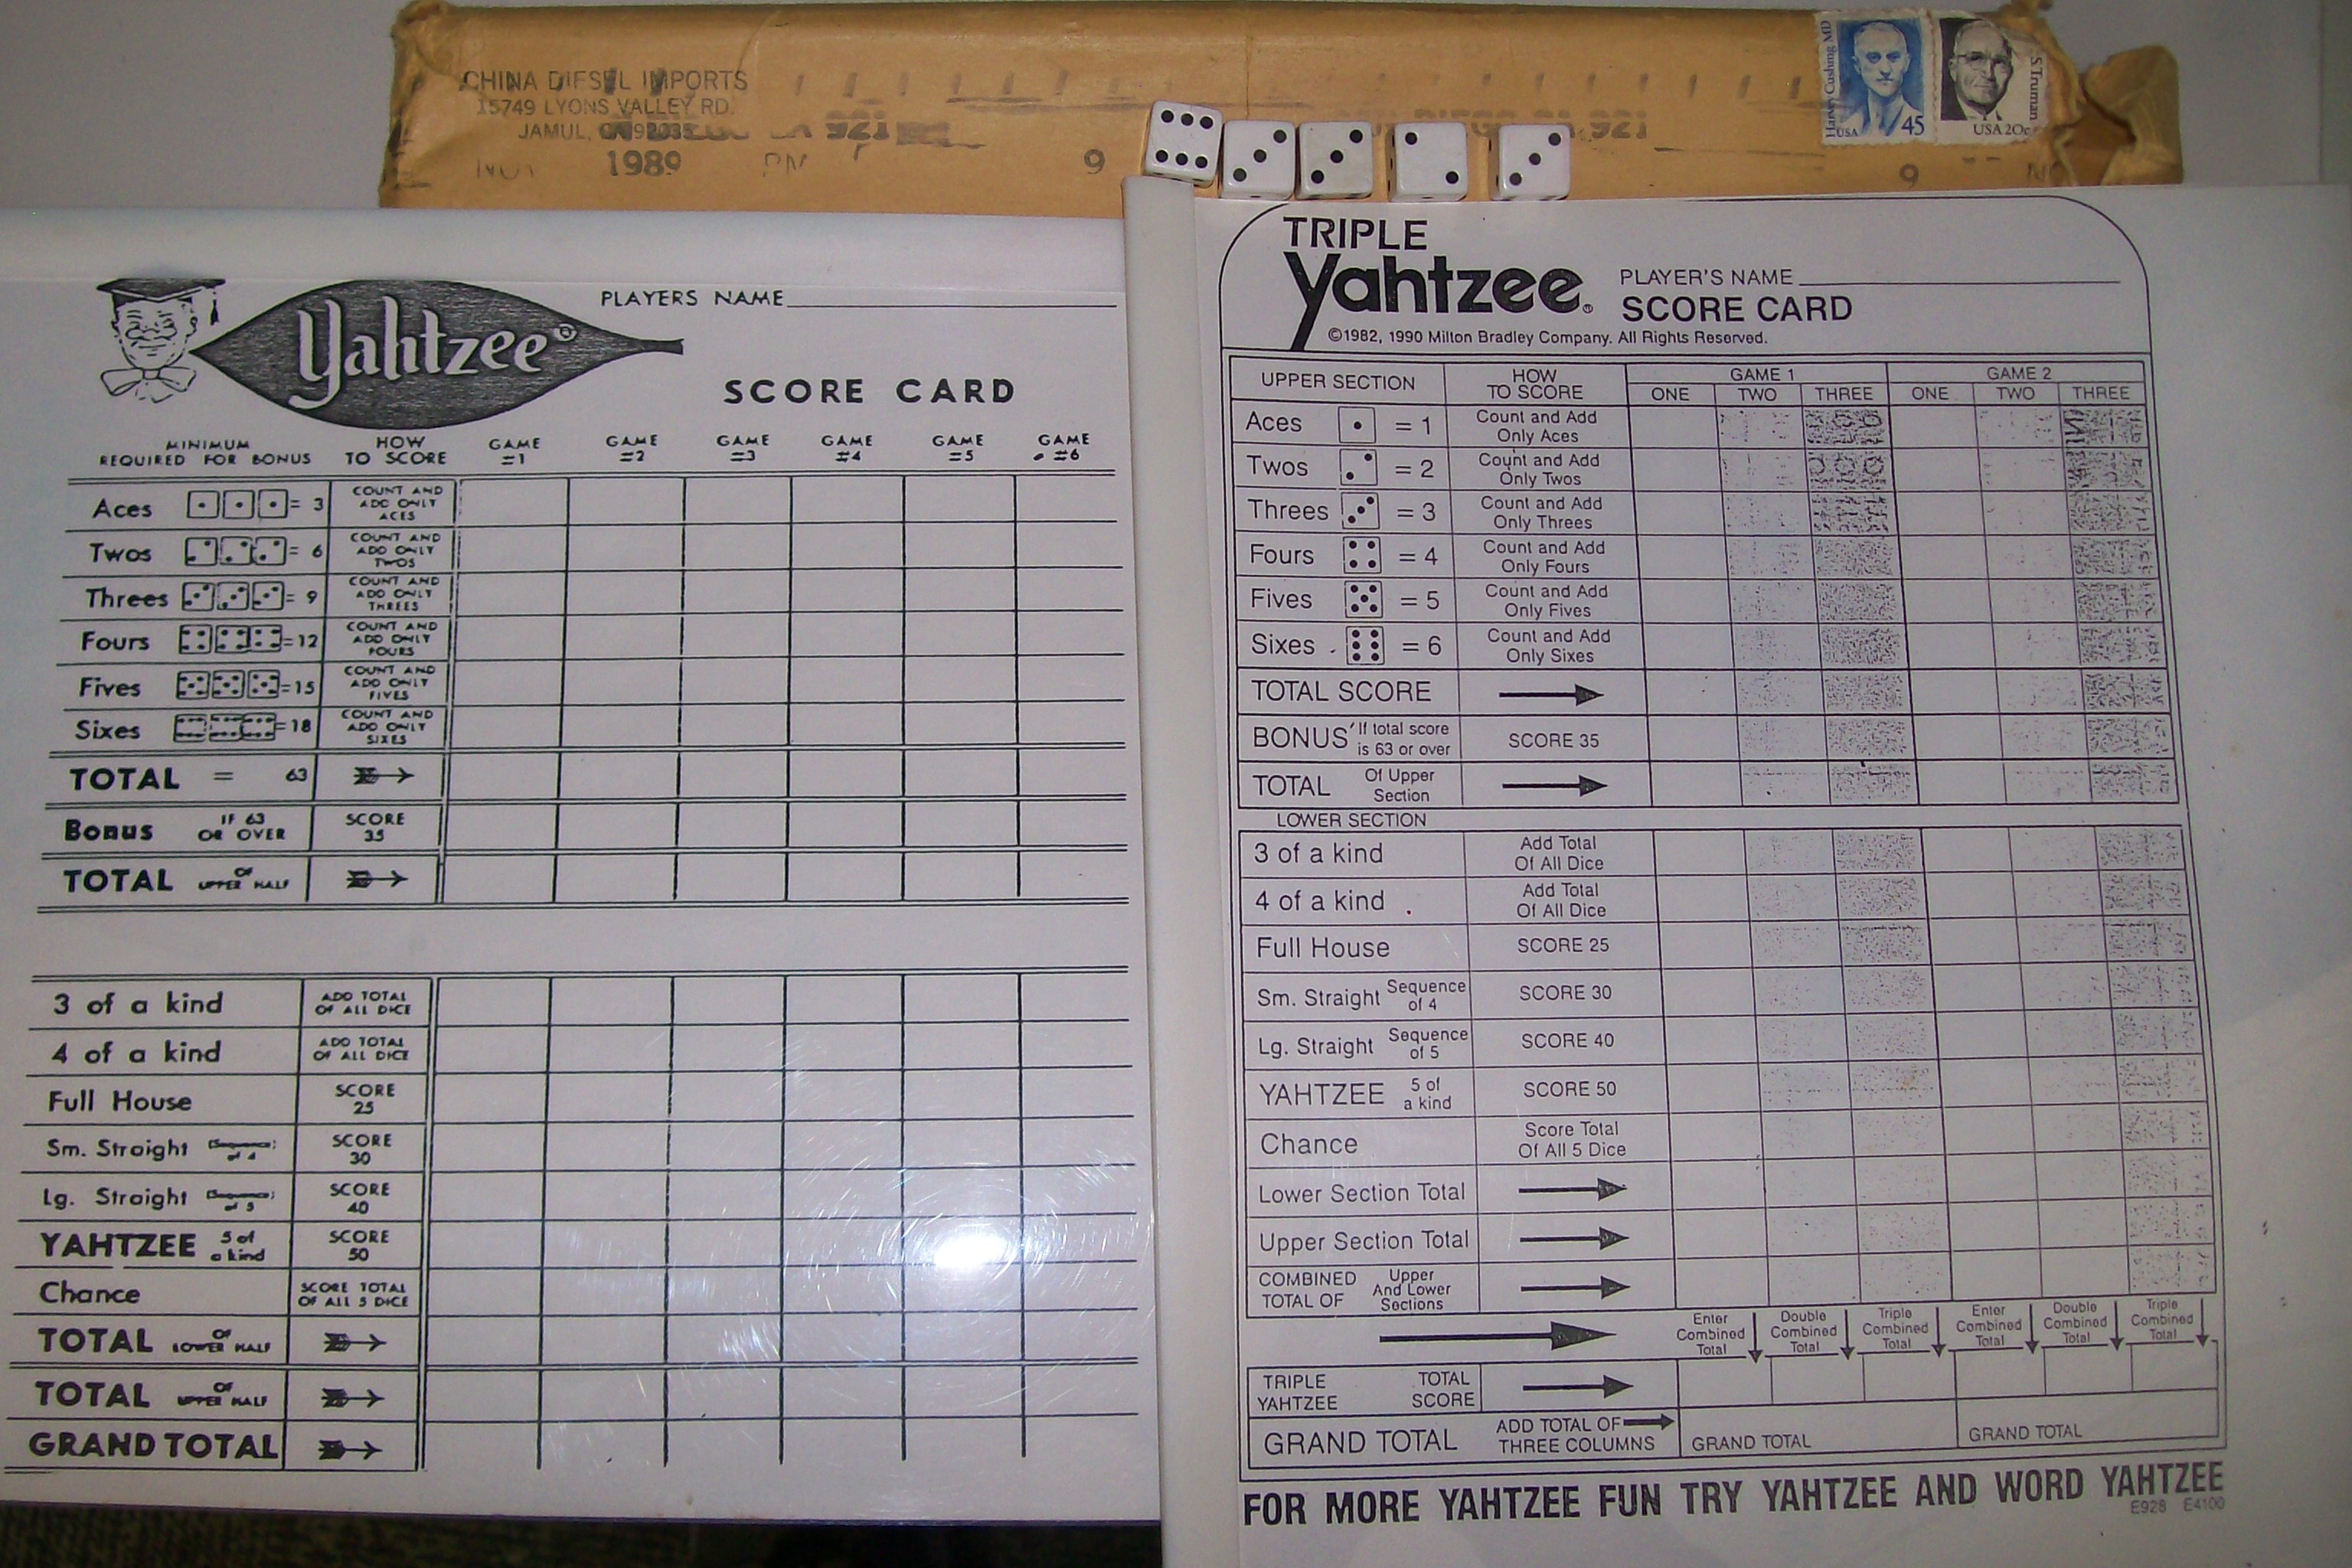 CHINA DIESEL IMPORTS
15749 LYONS VALLEY RD.
JAMUL, CA 92035
SAN DIEGO CA 921
NOV 1989 PM 9
DIEGO CA 921
9
Harvey Cushing MD
USA 45
S. Truman
USA 20c
Yahtzee®
PLAYERS NAME
SCORE CARD
MINIMUM REQUIRED FOR BONUS
HOW TO SCORE
GAME #1
GAME #2
GAME #3
GAME #4
GAME #5
GAME #6
Aces = 3 COUNT AND ADD ONLY ACES
Twos = 6 COUNT AND ADD ONLY TWOS
Threes = 9 COUNT AND ADD ONLY THREES
Fours =12 COUNT AND ADD ONLY FOURS
Fives =15 COUNT AND ADD ONLY FIVES
Sixes =18 COUNT AND ADD ONLY SIXES
TOTAL = 63
Bonus IF 63 OR OVER SCORE 35
TOTAL OF UPPER HALF
3 of a kind ADD TOTAL OF ALL DICE
4 of a kind ADD TOTAL OF ALL DICE
Full House SCORE 25
Sm. Straight (Sequence of 4) SCORE 30
Lg. Straight (Sequence of 5) SCORE 40
YAHTZEE 5 of a kind SCORE 50
Chance SCORE TOTAL OF ALL 5 DICE
TOTAL OF LOWER HALF
TOTAL OF UPPER HALF
GRAND TOTAL
TRIPLE
Yahtzee®
PLAYER'S NAME
SCORE CARD
©1982, 1990 Milton Bradley Company. All Rights Reserved.
UPPER SECTION HOW TO SCORE GAME 1 GAME 2
ONE TWO THREE ONE TWO THREE
Aces = 1 Count and Add Only Aces
Twos = 2 Count and Add Only Twos
Threes = 3 Count and Add Only Threes
Fours = 4 Count and Add Only Fours
Fives = 5 Count and Add Only Fives
Sixes = 6 Count and Add Only Sixes
TOTAL SCORE
BONUS If total score is 63 or over SCORE 35
TOTAL Of Upper Section
LOWER SECTION
3 of a kind Add Total Of All Dice
4 of a kind Add Total Of All Dice
Full House SCORE 25
Sm. Straight Sequence of 4 SCORE 30
Lg. Straight Sequence of 5 SCORE 40
YAHTZEE 5 of a kind SCORE 50
Chance Score Total Of All 5 Dice
Lower Section Total
Upper Section Total
COMBINED TOTAL OF Upper And Lower Sections
Enter Combined Total
Double Combined Total
Triple Combined Total
Enter Combined Total
Double Combined Total
Triple Combined Total
TRIPLE YAHTZEE TOTAL SCORE
GRAND TOTAL ADD TOTAL OF THREE COLUMNS GRAND TOTAL GRAND TOTAL
FOR MORE YAHTZEE FUN TRY YAHTZEE AND WORD YAHTZEE
E928 E4100